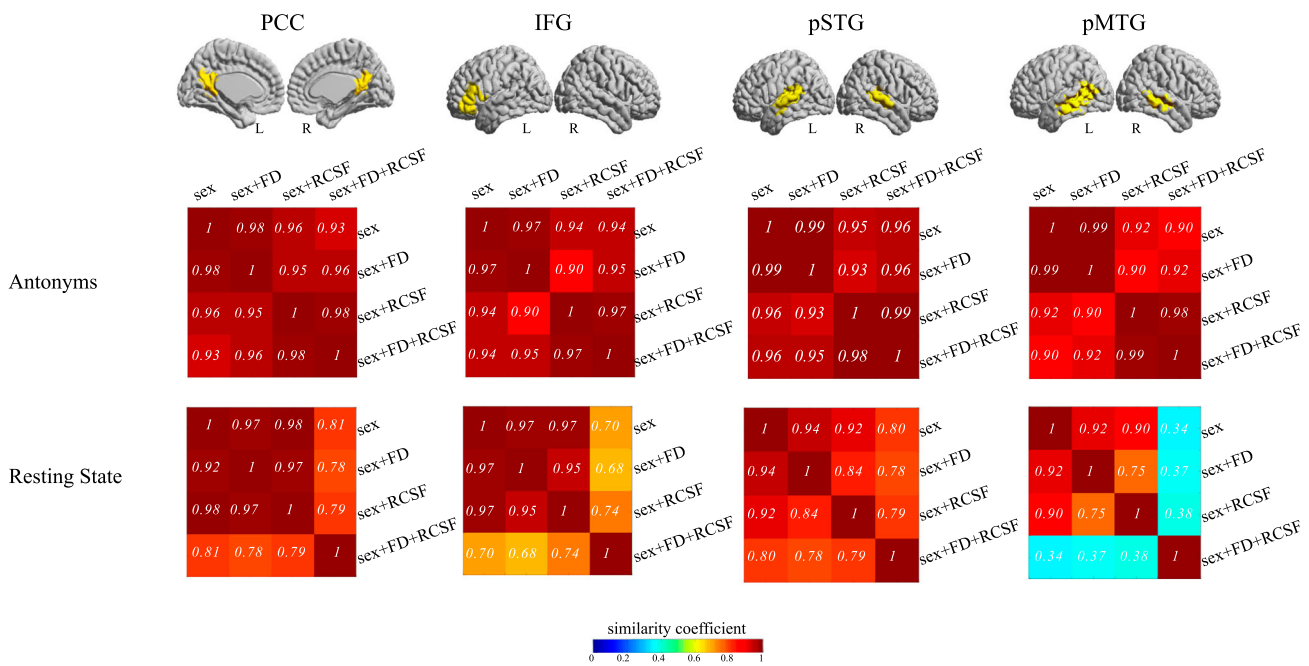 PCC IFG pSTG pMTG
L R L R L R L R
sex sex+FD sex+RCSF sex+FD+RCSF sex sex+FD sex+RCSF sex+FD+RCSF sex sex+FD sex+RCSF sex+FD+RCSF sex sex+FD sex+RCSF sex+FD+RCSF
1 0.98 0.96 0.93 sex 1 0.97 0.94 0.94 sex 1 0.99 0.95 0.96 sex 1 0.99 0.92 0.90 sex
0.98 1 0.95 0.96 sex+FD 0.97 1 0.90 0.95 sex+FD 0.99 1 0.93 0.96 sex+FD 0.99 1 0.90 0.92 sex+FD
Antonyms
0.96 0.95 1 0.98 sex+RCSF 0.94 0.90 1 0.97 sex+RCSF 0.96 0.93 1 0.99 sex+RCSF 0.92 0.90 1 0.98 sex+RCSF
0.93 0.96 0.98 1 sex+FD+RCSF 0.94 0.95 0.97 1 sex+FD+RCSF 0.96 0.95 0.98 1 sex+FD+RCSF 0.90 0.92 0.99 1 sex+FD+RCSF
1 0.97 0.98 0.81 sex 1 0.97 0.97 0.70 sex 1 0.94 0.92 0.80 sex 1 0.92 0.90 0.34 sex
0.92 1 0.97 0.78 sex+FD 0.97 1 0.95 0.68 sex+FD 0.94 1 0.84 0.78 sex+FD 0.92 1 0.75 0.37 sex+FD
Resting State
0.98 0.97 1 0.79 sex+RCSF 0.97 0.95 1 0.74 sex+RCSF 0.92 0.84 1 0.79 sex+RCSF 0.90 0.75 1 0.38 sex+RCSF
0.81 0.78 0.79 1 sex+FD+RCSF 0.70 0.68 0.74 1 sex+FD+RCSF 0.80 0.78 0.79 1 sex+FD+RCSF 0.34 0.37 0.38 1 sex+FD+RCSF
similarity coefficient
0 0.2 0.4 0.6 0.8 1